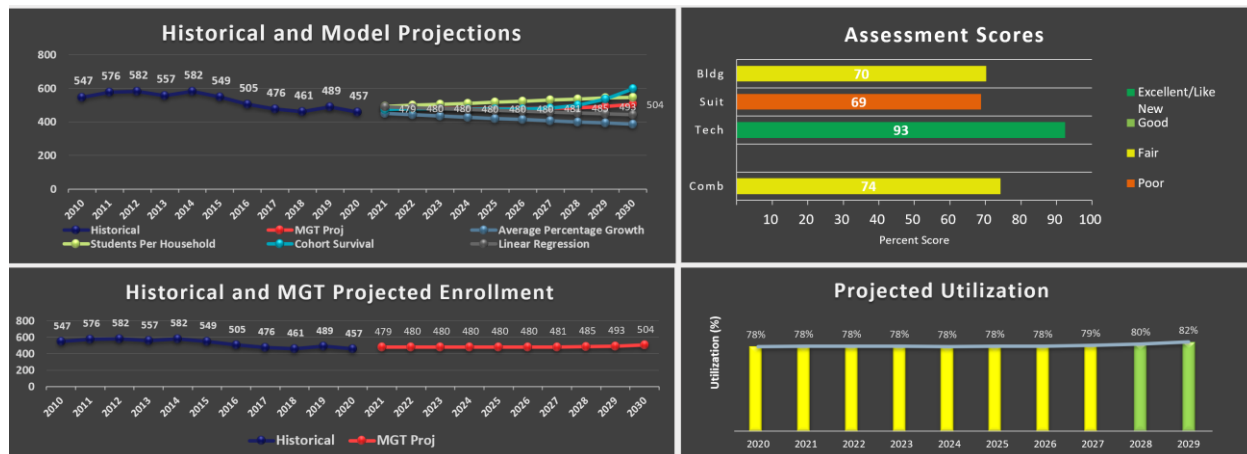 Historical and Model Projections
800
600
400
200
0
547 576 582 557 582 549 505 476 461 489 457
479 480 480 480 480 480 481 485 493 504
2010 2011 2012 2013 2014 2015 2016 2017 2018 2019 2020 2021 2022 2023 2024 2025 2026 2027 2028 2029 2030
Historical MGT Proj Average Percentage Growth
Students Per Household Cohort Survival Linear Regression
Assessment Scores
Bldg 70
Suit 69
Tech 93
Comb 74
10 20 30 40 50 60 70 80 90 100
Percent Score
Excellent/Like
New
Good
Fair
Poor
Historical and MGT Projected Enrollment
800
600
400
200
0
547 576 582 557 582 549 505 476 461 489 457 479 480 480 480 480 480 481 485 493 504
2010 2011 2012 2013 2014 2015 2016 2017 2018 2019 2020 2021 2022 2023 2024 2025 2026 2027 2028 2029 2030
Historical MGT Proj
Projected Utilization
Utilization (%)
78% 78% 78% 78% 78% 78% 78% 79% 80% 82%
2020 2021 2022 2023 2024 2025 2026 2027 2028 2029